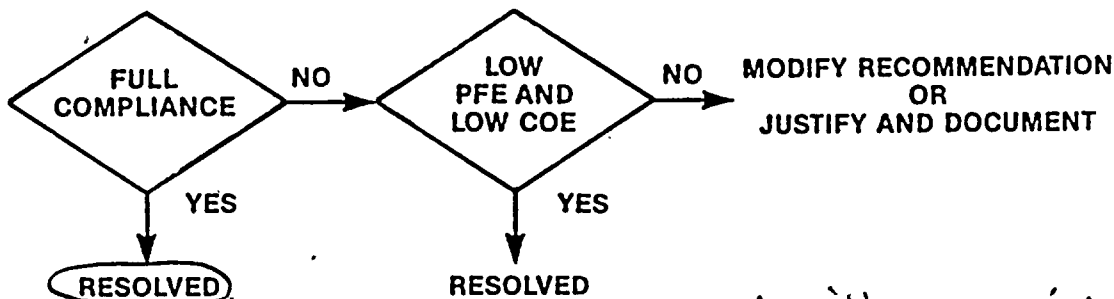 FULL
COMPLIANCE
NO
LOW
PFE AND
LOW COE
NO
MODIFY RECOMMENDATION
OR
JUSTIFY AND DOCUMENT
YES
YES
RESOLVED
RESOLVED